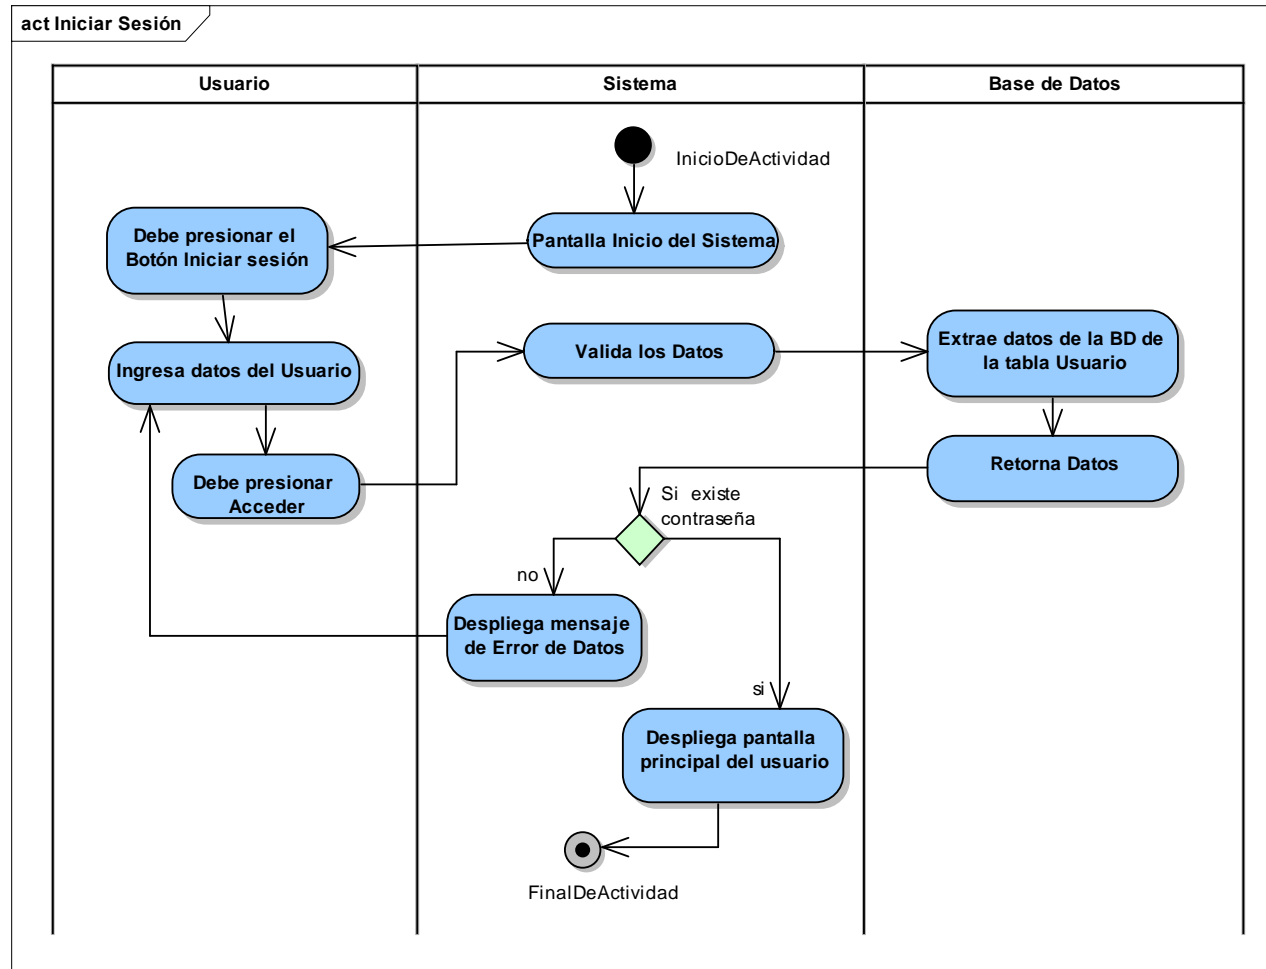 act Iniciar Sesión
Usuario
Sistema
Base de Datos
InicioDeActividad
Pantalla Inicio del Sistema
Debe presionar el
Botón Iniciar sesión
Ingresa datos del Usuario
Debe presionar
Acceder
Valida los Datos
Extrae datos de la BD de
la tabla Usuario
Retorna Datos
Si existe
contraseña
no
Despliega mensaje
de Error de Datos
si
Despliega pantalla
principal del usuario
FinalDeActividad